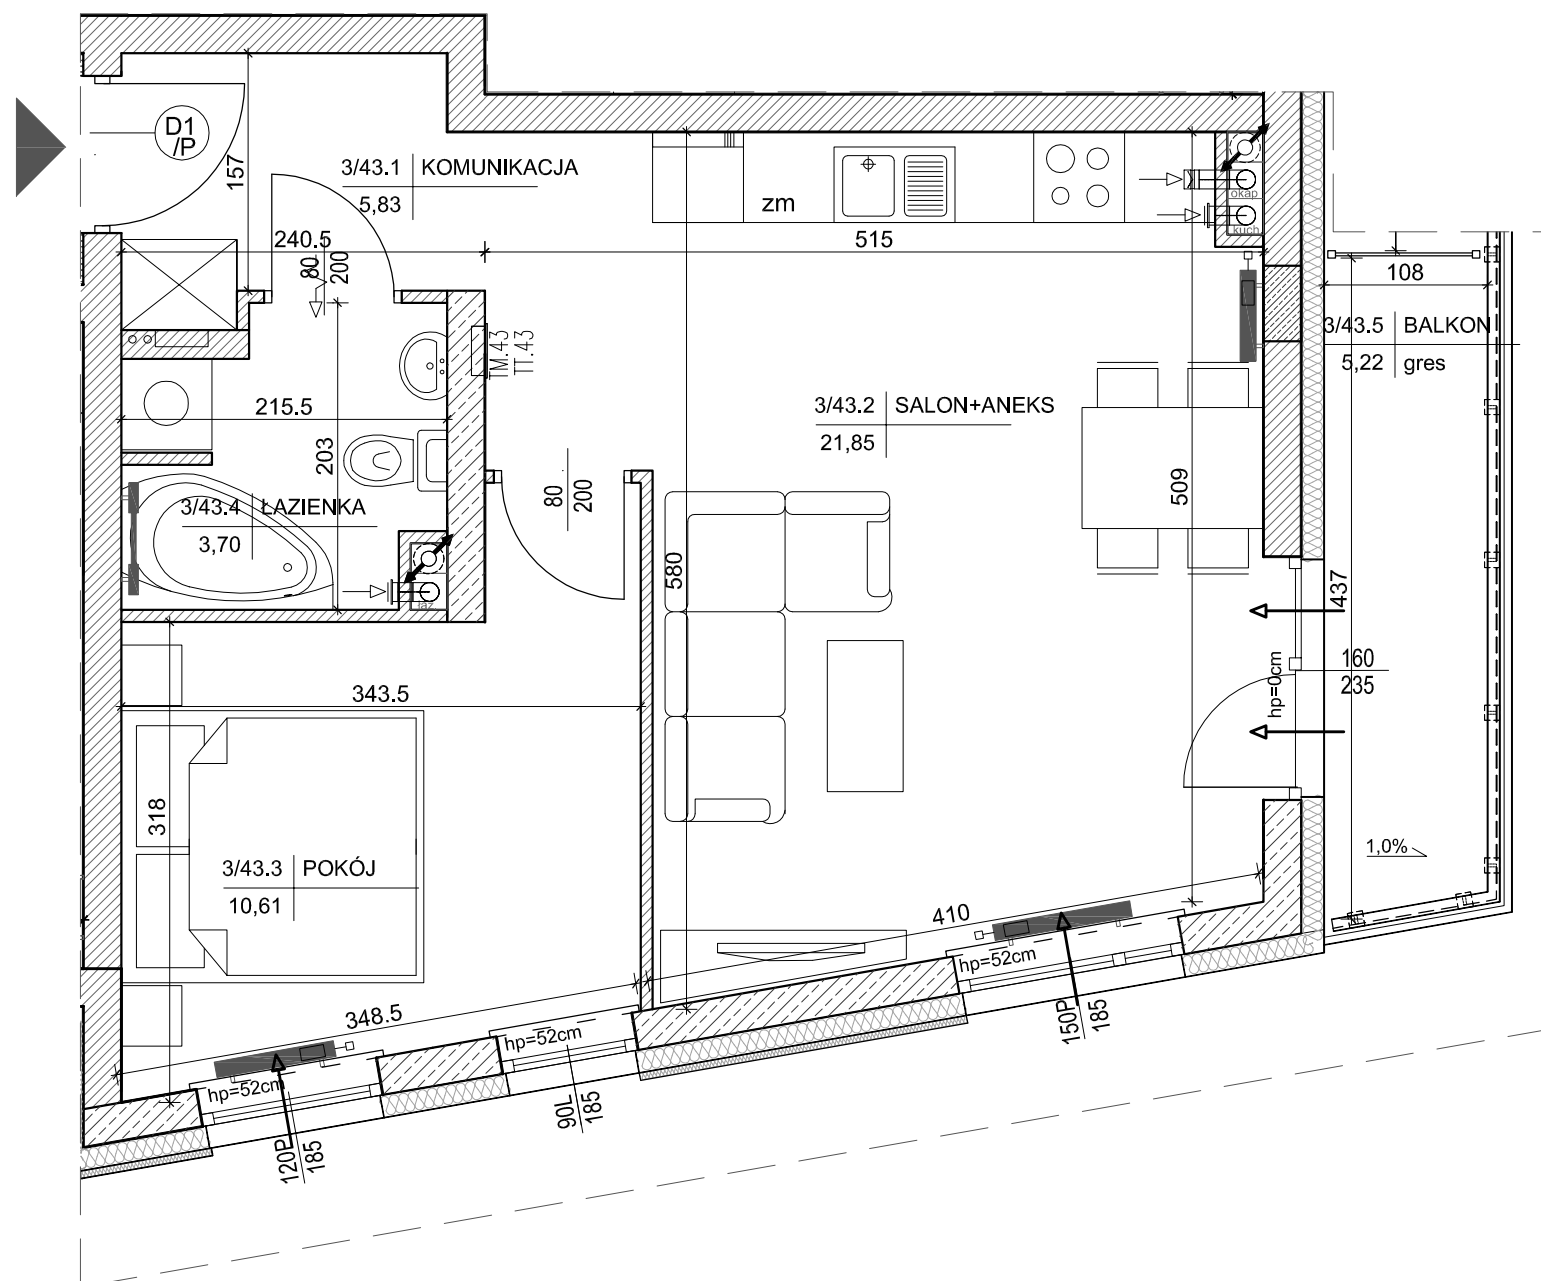 D1
/P
157
3/43.1 KOMUNIKACJA
5,83
zm
okap
kuch
240.5
515
80
200
108
3/43.5 BALKON
5,22 gres
TM.43
TT.43
215.5
203
3/43.2 SALON+ANEKS
21,85
509
80
200
3/43.4 ŁAZIENKA
3,70
łaz.
580
437
160
235
hp=0cm
343.5
318
3/43.3 POKÓJ
10,61
1,0%
410
hp=52cm
348.5
hp=52cm
hp=52cm
150P
185
90L
185
120P
185